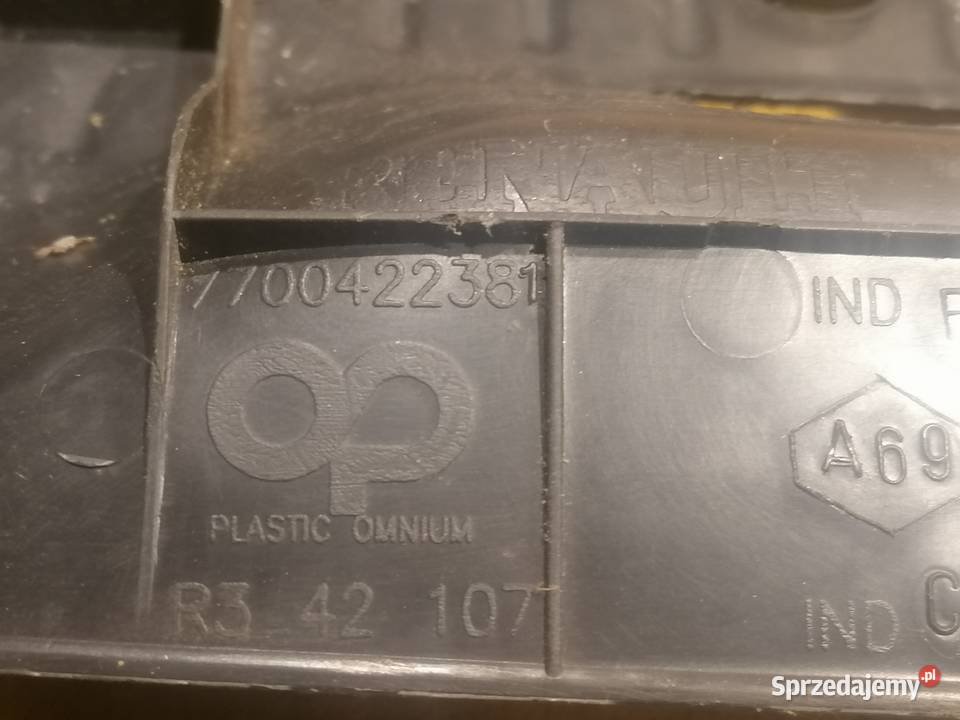 RENAULT
7700422381
IND F
A69
PLASTIC OMNIUM
R3 42 107
IND C
Sprzedajemy.pl